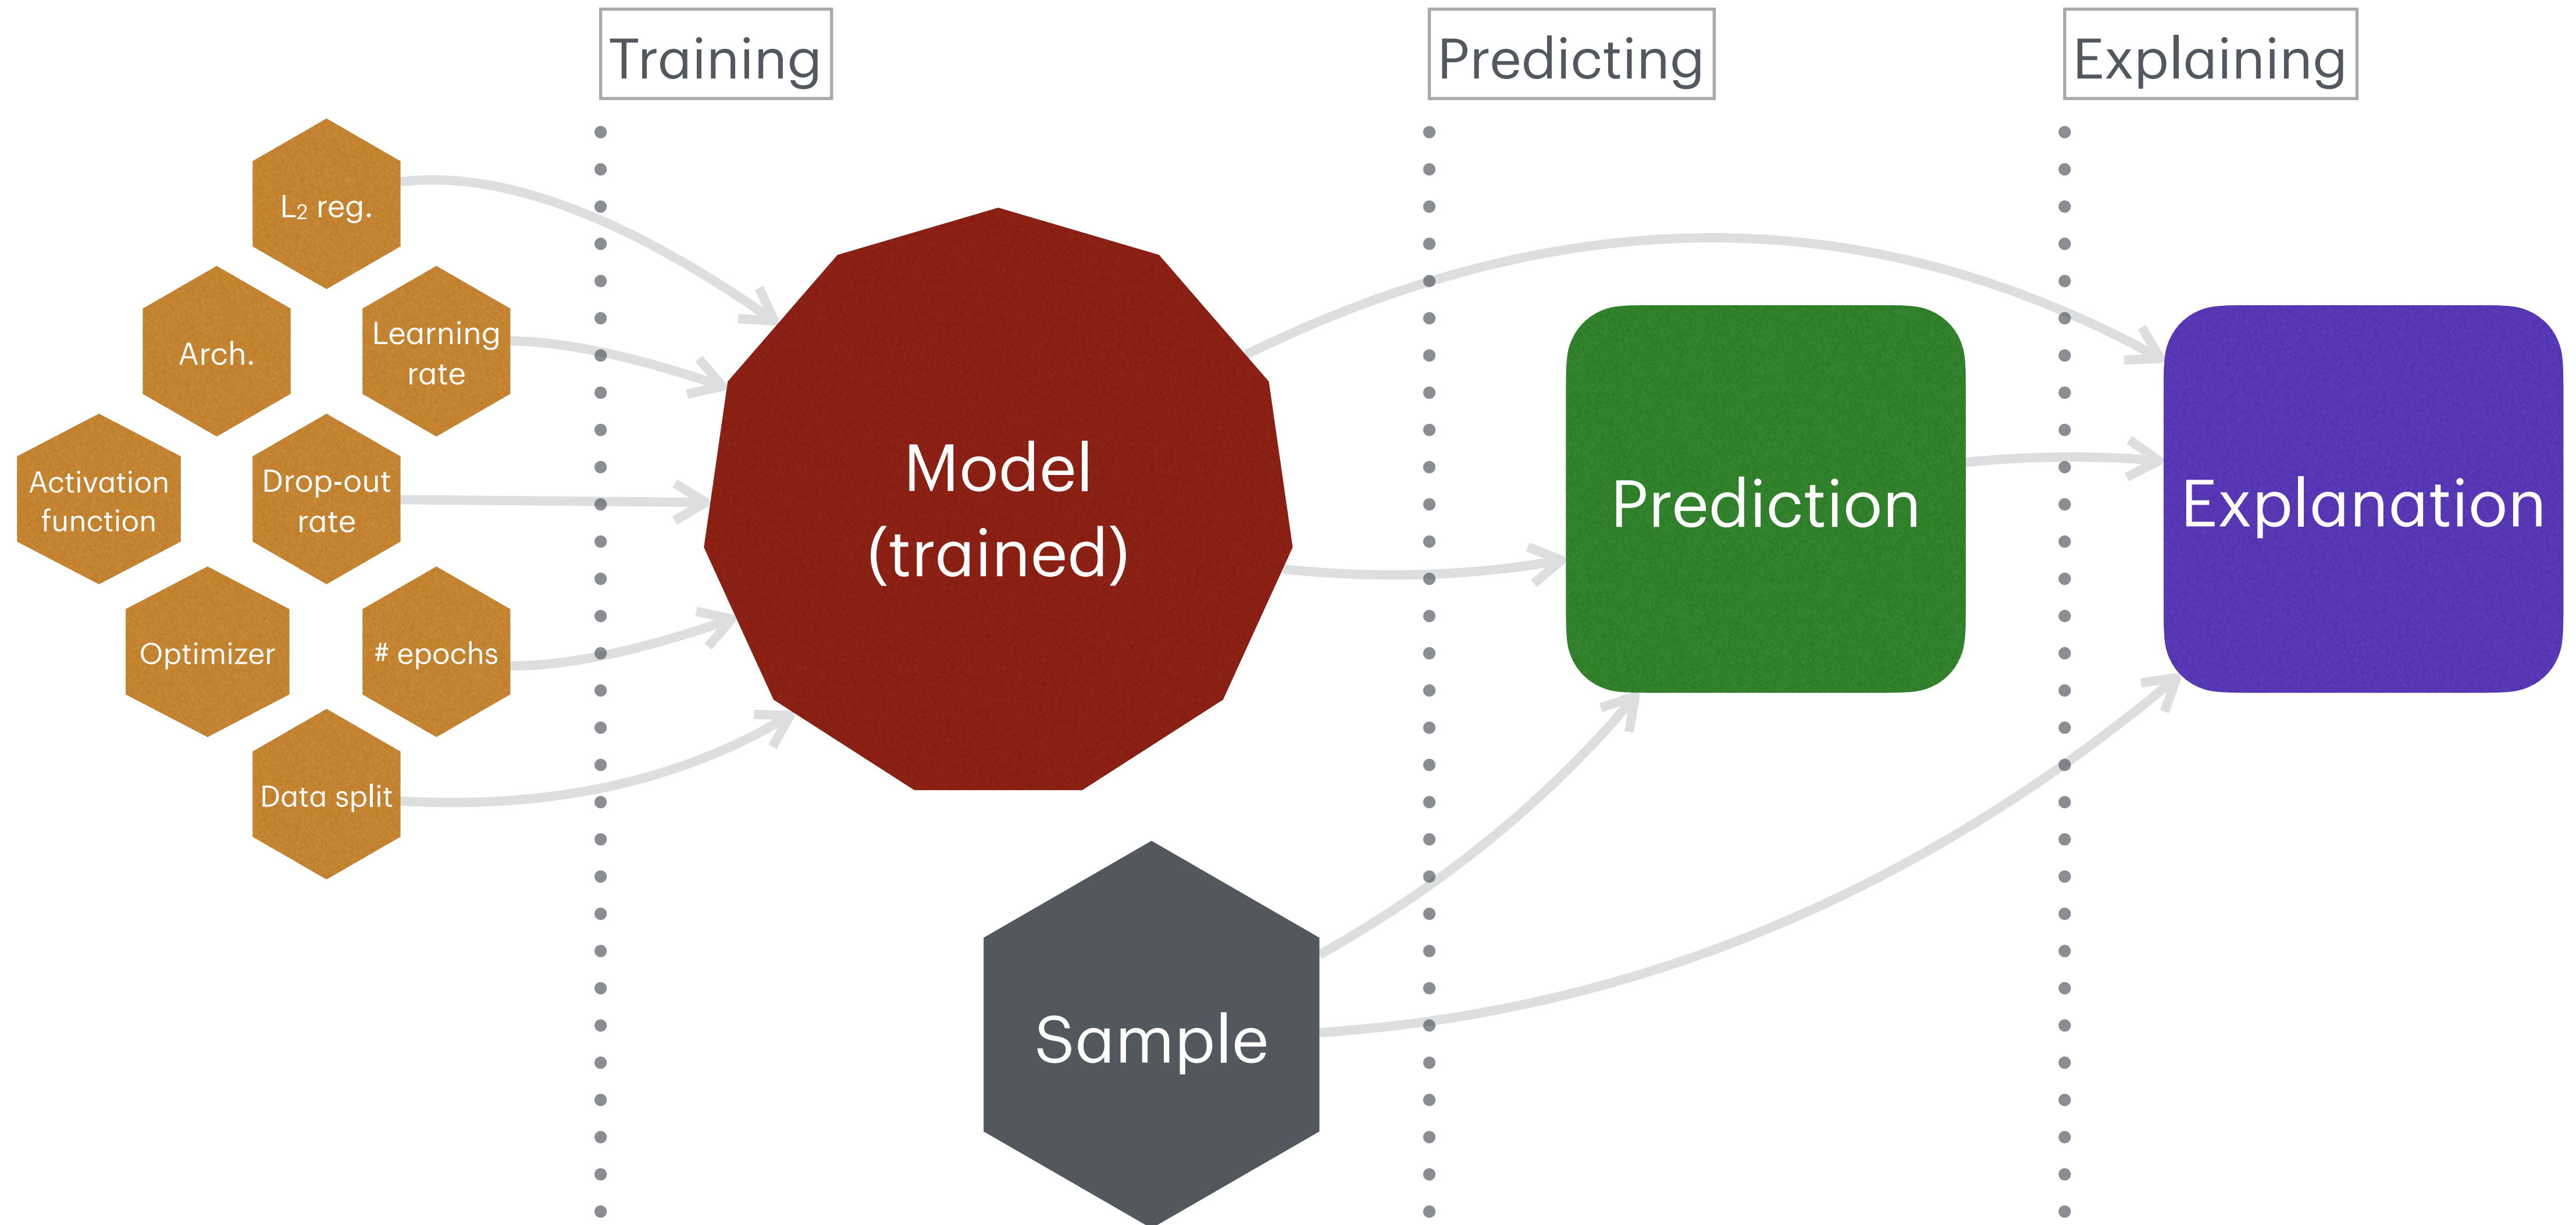 Training
Predicting
Explaining
L₂ reg.
Arch.
Learning
rate
Activation
function
Drop-out
rate
Optimizer
# epochs
Data split
Model
(trained)
Prediction
Explanation
Sample